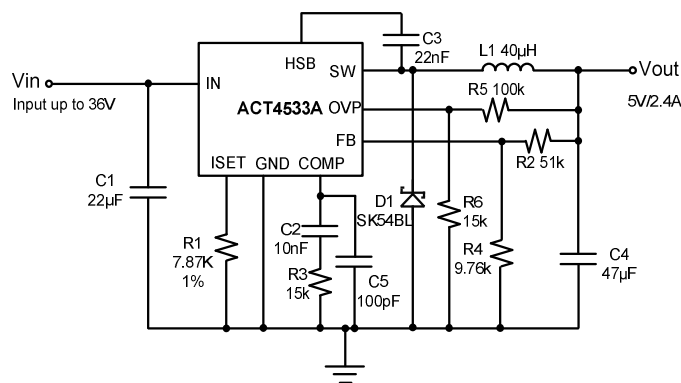 HSB
C3
22nF
L1 40µH
SW
Vin
Input up to 36V
IN
Vout
5V/2.4A
R5 100k
ACT4533A
OVP
FB
R2 51k
ISET
GND
COMP
C1
22µF
D1
SK54BL
R6
15k
R1
7.87K
1%
C2
10nF
R3
15k
C5
100pF
R4
9.76k
C4
47µF